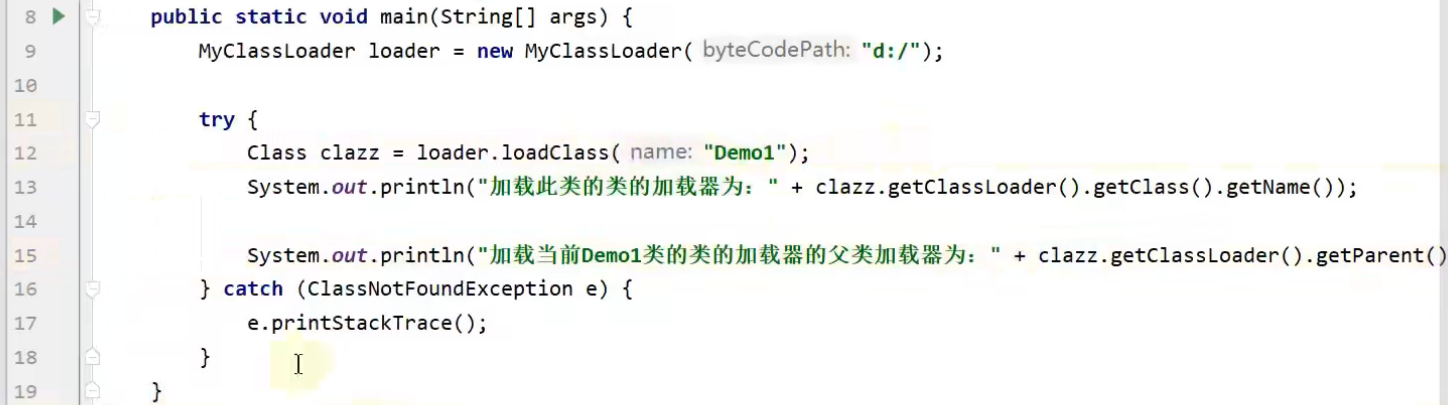 8 public static void main(String[] args) {
9 MyClassLoader loader = new MyClassLoader( byteCodePath: "d:/");
10
11 try {
12 Class clazz = loader.loadClass( name: "Demo1");
13 System.out.println("加载此类的类的加载器为：" + clazz.getClassLoader().getClass().getName());
14
15 System.out.println("加载当前Demo1类的类的加载器的父类加载器为：" + clazz.getClassLoader().getParent()
16 } catch (ClassNotFoundException e) {
17 e.printStackTrace();
18 }
19 }